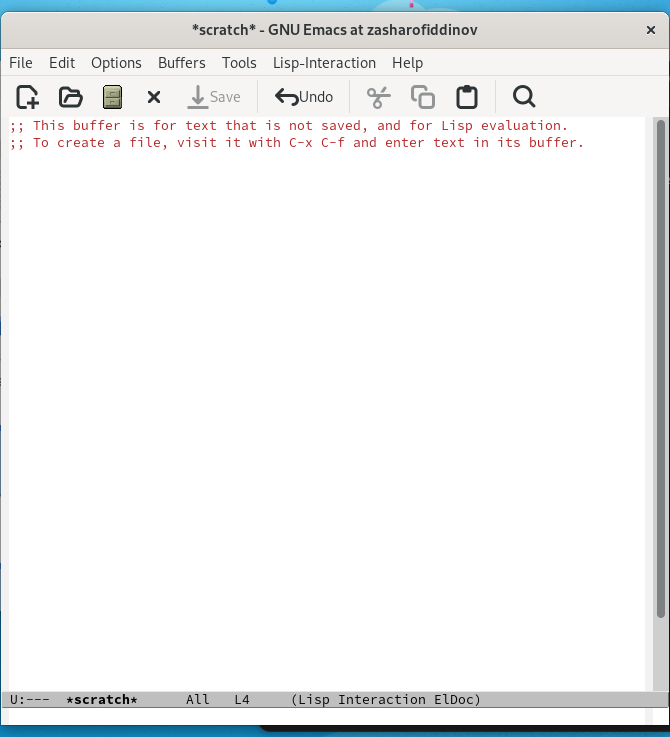 *scratch* - GNU Emacs at zasharofiddinov
File Edit Options Buffers Tools Lisp-Interaction Help
Save Undo
;; This buffer is for text that is not saved, and for Lisp evaluation.
;; To create a file, visit it with C-x C-f and enter text in its buffer.
U:--- *scratch* All L4 (Lisp Interaction ElDoc)